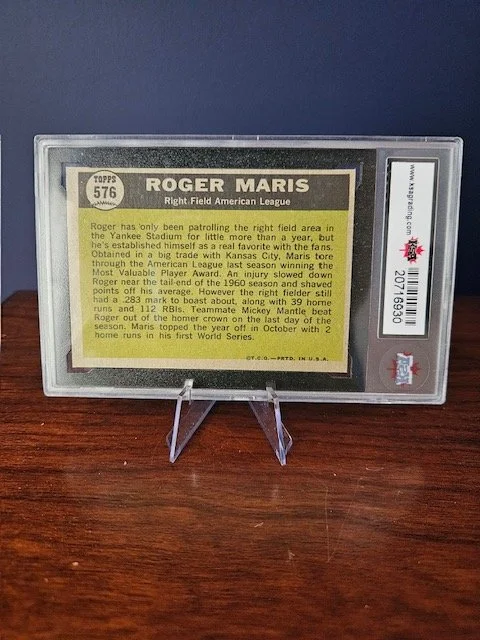 TOPPS
576
ROGER MARIS
Right Field American League
Roger has only been patrolling the right field area in
the Yankee Stadium for little more than a year, but
he's established himself as a real favorite with the fans.
Obtained in a big trade with Kansas City, Maris tore
through the American League last season winning the
Most Valuable Player Award. An injury slowed down
Roger near the tail-end of the 1960 season and shaved
points off his average. However the right fielder still
had a .283 mark to boast about, along with 39 home
runs and 112 RBIs. Teammate Mickey Mantle beat
Roger out of the homer crown on the last day of the
season. Maris topped the year off in October with 2
home runs in his first World Series.
©T.C.G.—PRTD. IN U.S.A.
www.ksagrading.com
KSA
20716930
KSA